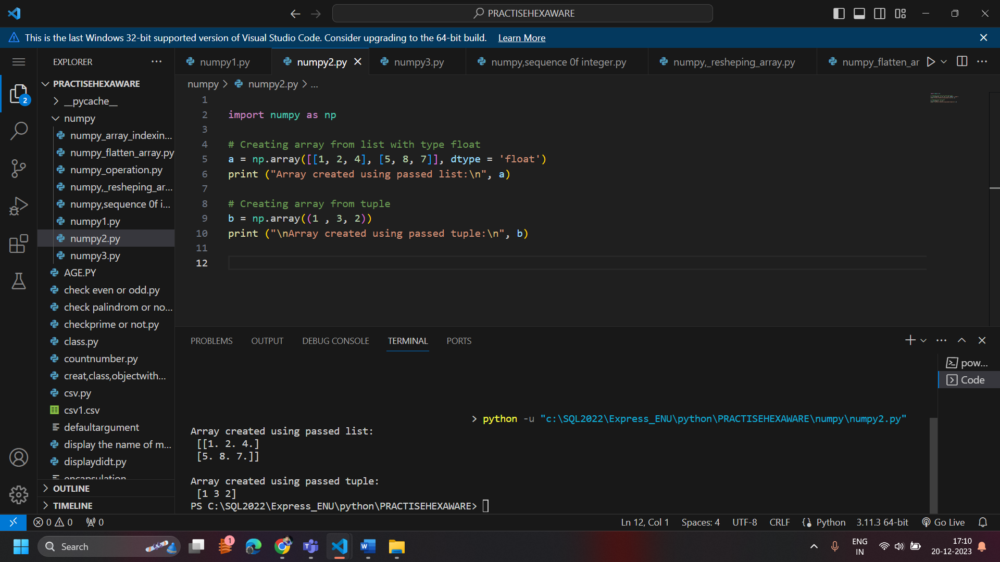 PRACTISEHEXAWARE
This is the last Windows 32-bit supported version of Visual Studio Code. Consider upgrading to the 64-bit build. Learn More
EXPLORER ···
numpy1.py numpy2.py numpy3.py numpy,sequence 0f integer.py numpy,_resheping_array.py numpy_flatten_ar
numpy > numpy2.py > ...
2
PRACTISEHEXAWARE
__pycache__
numpy
numpy_array_indexin...
numpy_flatten_array.py
numpy_operation.py
numpy,_resheping_ar...
numpy,sequence 0f i...
numpy1.py
numpy2.py
numpy3.py
AGE.PY
check even or odd.py
check palindrom or no...
checkprime or not.py
class.py
countnumber.py
creat,class,objectwith...
csv.py
csv1.csv
defaultargument
display the name of m...
displaydidt.py
encapsulation
OUTLINE
TIMELINE
1
2 import numpy as np
3
4 # Creating array from list with type float
5 a = np.array([[1, 2, 4], [5, 8, 7]], dtype = 'float')
6 print ("Array created using passed list:\n", a)
7
8 # Creating array from tuple
9 b = np.array((1 , 3, 2))
10 print ("\nArray created using passed tuple:\n", b)
11
12
PROBLEMS OUTPUT DEBUG CONSOLE TERMINAL PORTS
pow...
Code
> python -u "c:\SQL2022\Express_ENU\python\PRACTISEHEXAWARE\numpy\numpy2.py"
Array created using passed list:
[[1. 2. 4.]
[5. 8. 7.]]
Array created using passed tuple:
[1 3 2]
PS C:\SQL2022\Express_ENU\python\PRACTISEHEXAWARE>
0 0 0 Ln 12, Col 1 Spaces: 4 UTF-8 CRLF Python 3.11.3 64-bit Go Live
Search 1 ENG 17:10
IN 20-12-2023